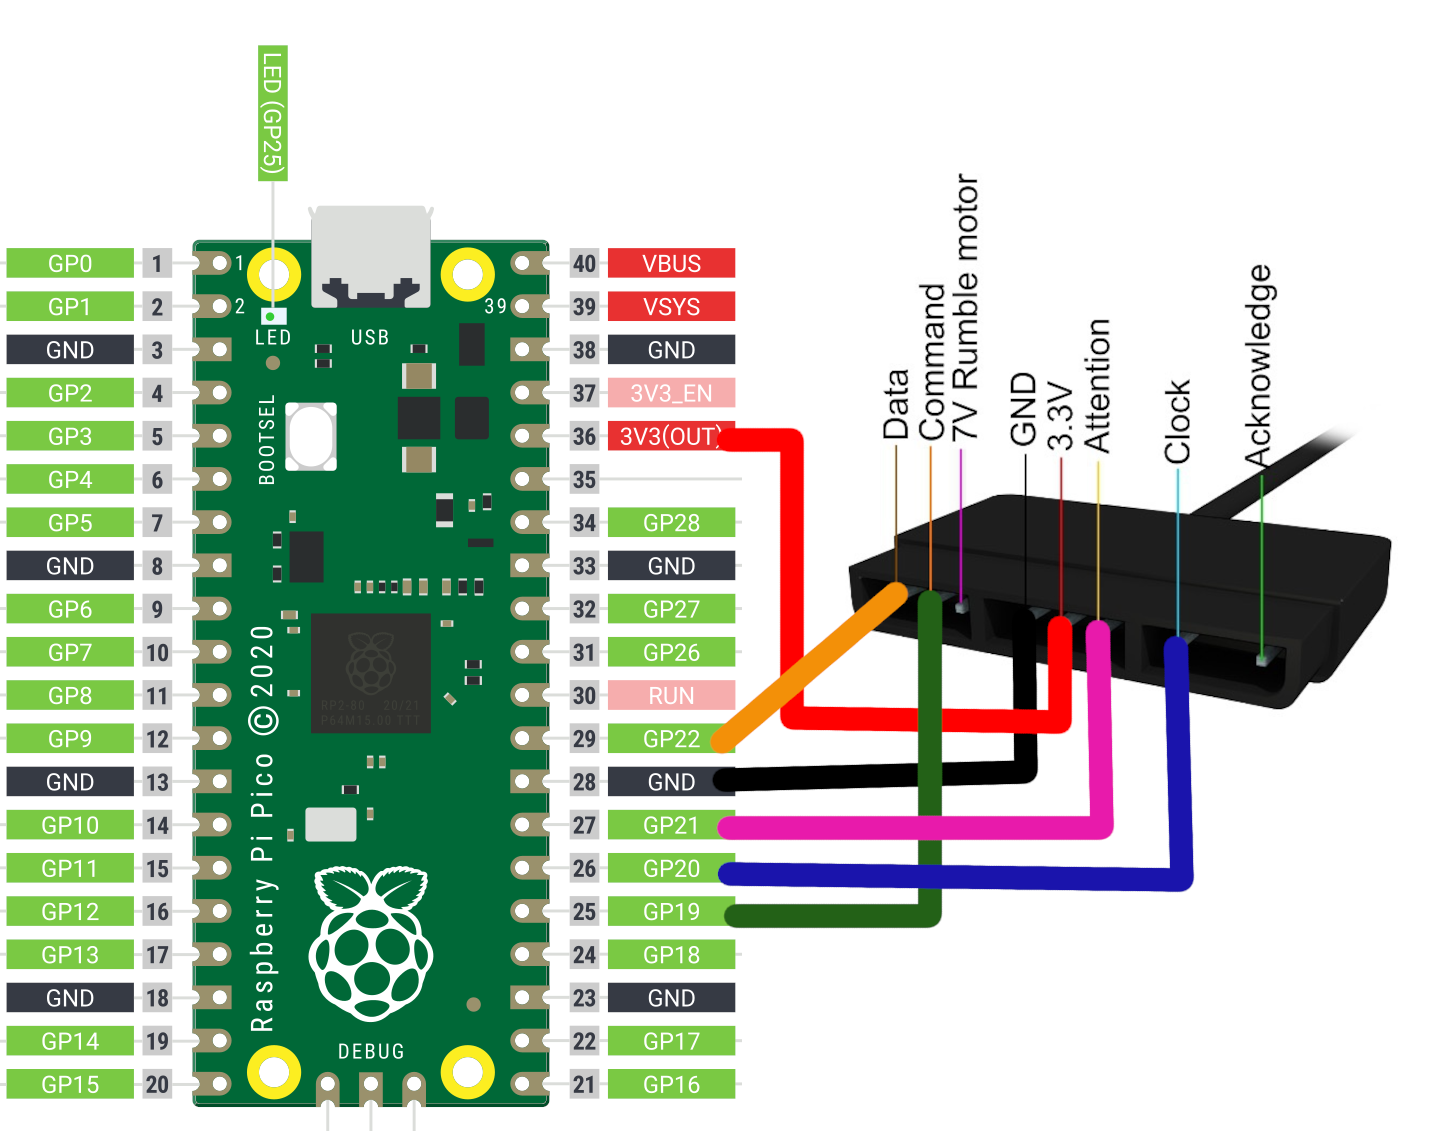 LED (GP25)
GP0 1
GP1 2
GND 3
GP2 4
GP3 5
GP4 6
GP5 7
GND 8
GP6 9
GP7 10
GP8 11
GP9 12
GND 13
GP10 14
GP11 15
GP12 16
GP13 17
GND 18
GP14 19
GP15 20
1
2
39
LED
USB
BOOTSEL
Raspberry Pi Pico ©2020
RP2-80 20/21
P64M15.00 TTT
DEBUG
40 VBUS
39 VSYS
38 GND
37 3V3_EN
36 3V3(OUT)
35
34 GP28
33 GND
32 GP27
31 GP26
30 RUN
29 GP22
28 GND
27 GP21
26 GP20
25 GP19
24 GP18
23 GND
22 GP17
21 GP16
Data
Command
7V Rumble motor
GND
3.3V
Attention
Clock
Acknowledge